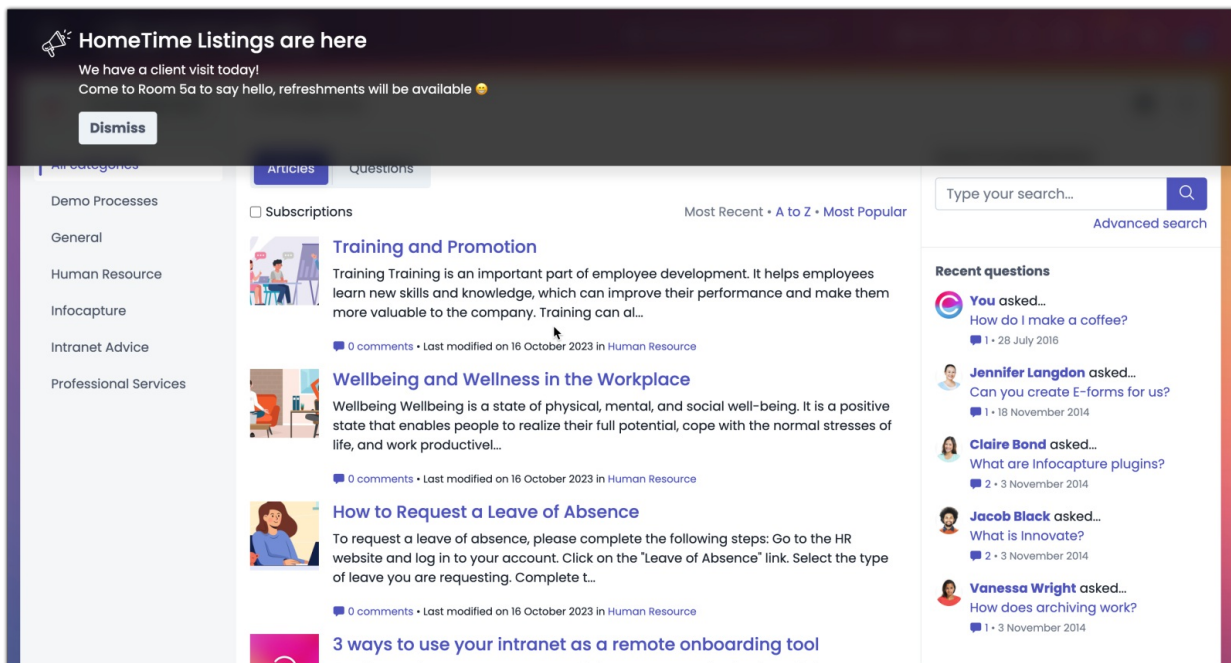 HomeTime Listings are here
We have a client visit today!
Come to Room 5a to say hello, refreshments will be available 😁
Dismiss
All categories
Demo Processes
General
Human Resource
Infocapture
Intranet Advice
Professional Services
Articles
Questions
Subscriptions
Most Recent • A to Z • Most Popular
Training and Promotion
Training Training is an important part of employee development. It helps employees
learn new skills and knowledge, which can improve their performance and make them
more valuable to the company. Training can al...
0 comments • Last modified on 16 October 2023 in Human Resource
Wellbeing and Wellness in the Workplace
Wellbeing Wellbeing is a state of physical, mental, and social well-being. It is a positive
state that enables people to realize their full potential, cope with the normal stresses of
life, and work productivel...
0 comments • Last modified on 16 October 2023 in Human Resource
How to Request a Leave of Absence
To request a leave of absence, please complete the following steps: Go to the HR
website and log in to your account. Click on the "Leave of Absence" link. Select the type
of leave you are requesting. Complete t...
0 comments • Last modified on 16 October 2023 in Human Resource
3 ways to use your intranet as a remote onboarding tool
Type your search...
Advanced search
Recent questions
You asked...
How do I make a coffee?
1 • 28 July 2016
Jennifer Langdon asked...
Can you create E-forms for us?
1 • 18 November 2014
Claire Bond asked...
What are Infocapture plugins?
2 • 3 November 2014
Jacob Black asked...
What is Innovate?
2 • 3 November 2014
Vanessa Wright asked...
How does archiving work?
1 • 3 November 2014